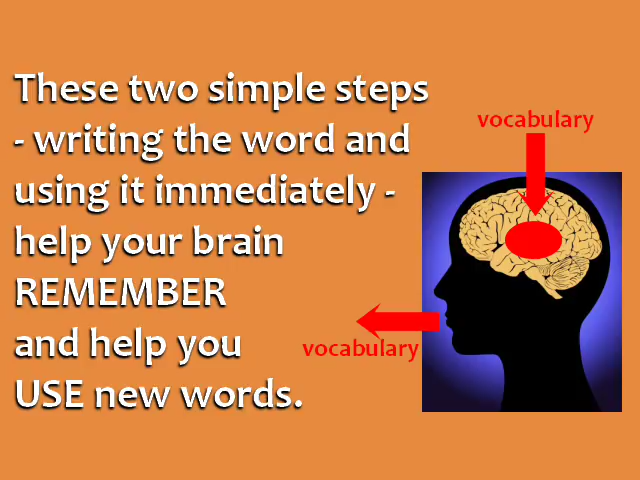 These two simple steps
- writing the word and
using it immediately -
help your brain
REMEMBER
and help you
USE new words.
vocabulary
vocabulary